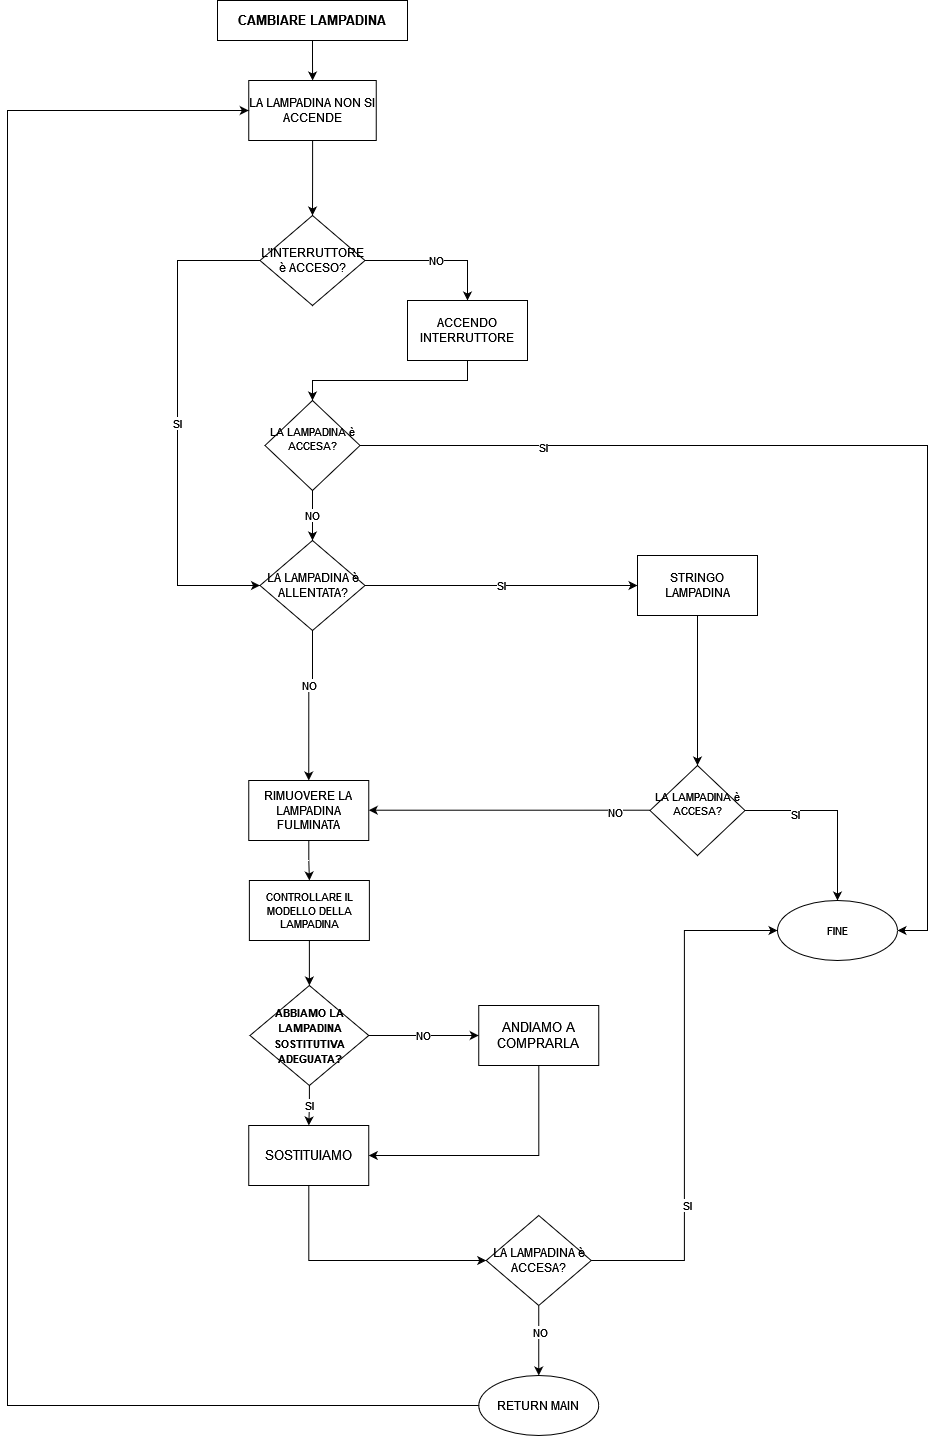 CAMBIARE LAMPADINA
LA LAMPADINA NON SI
ACCENDE
L'INTERRUTTORE
è ACCESO?
NO
ACCENDO
INTERRUTTORE
SI
LA LAMPADINA è
ACCESA?
SI
NO
LA LAMPADINA è
ALLENTATA?
SI
STRINGO
LAMPADINA
NO
RIMUOVERE LA
LAMPADINA
FULMINATA
NO
LA LAMPADINA è
ACCESA?
SI
CONTROLLARE IL
MODELLO DELLA
LAMPADINA
FINE
ABBIAMO LA
LAMPADINA
SOSTITUTIVA
ADEGUATA?
NO
ANDIAMO A
COMPRARLA
SI
SOSTITUIAMO
SI
LA LAMPADINA è
ACCESA?
NO
RETURN MAIN